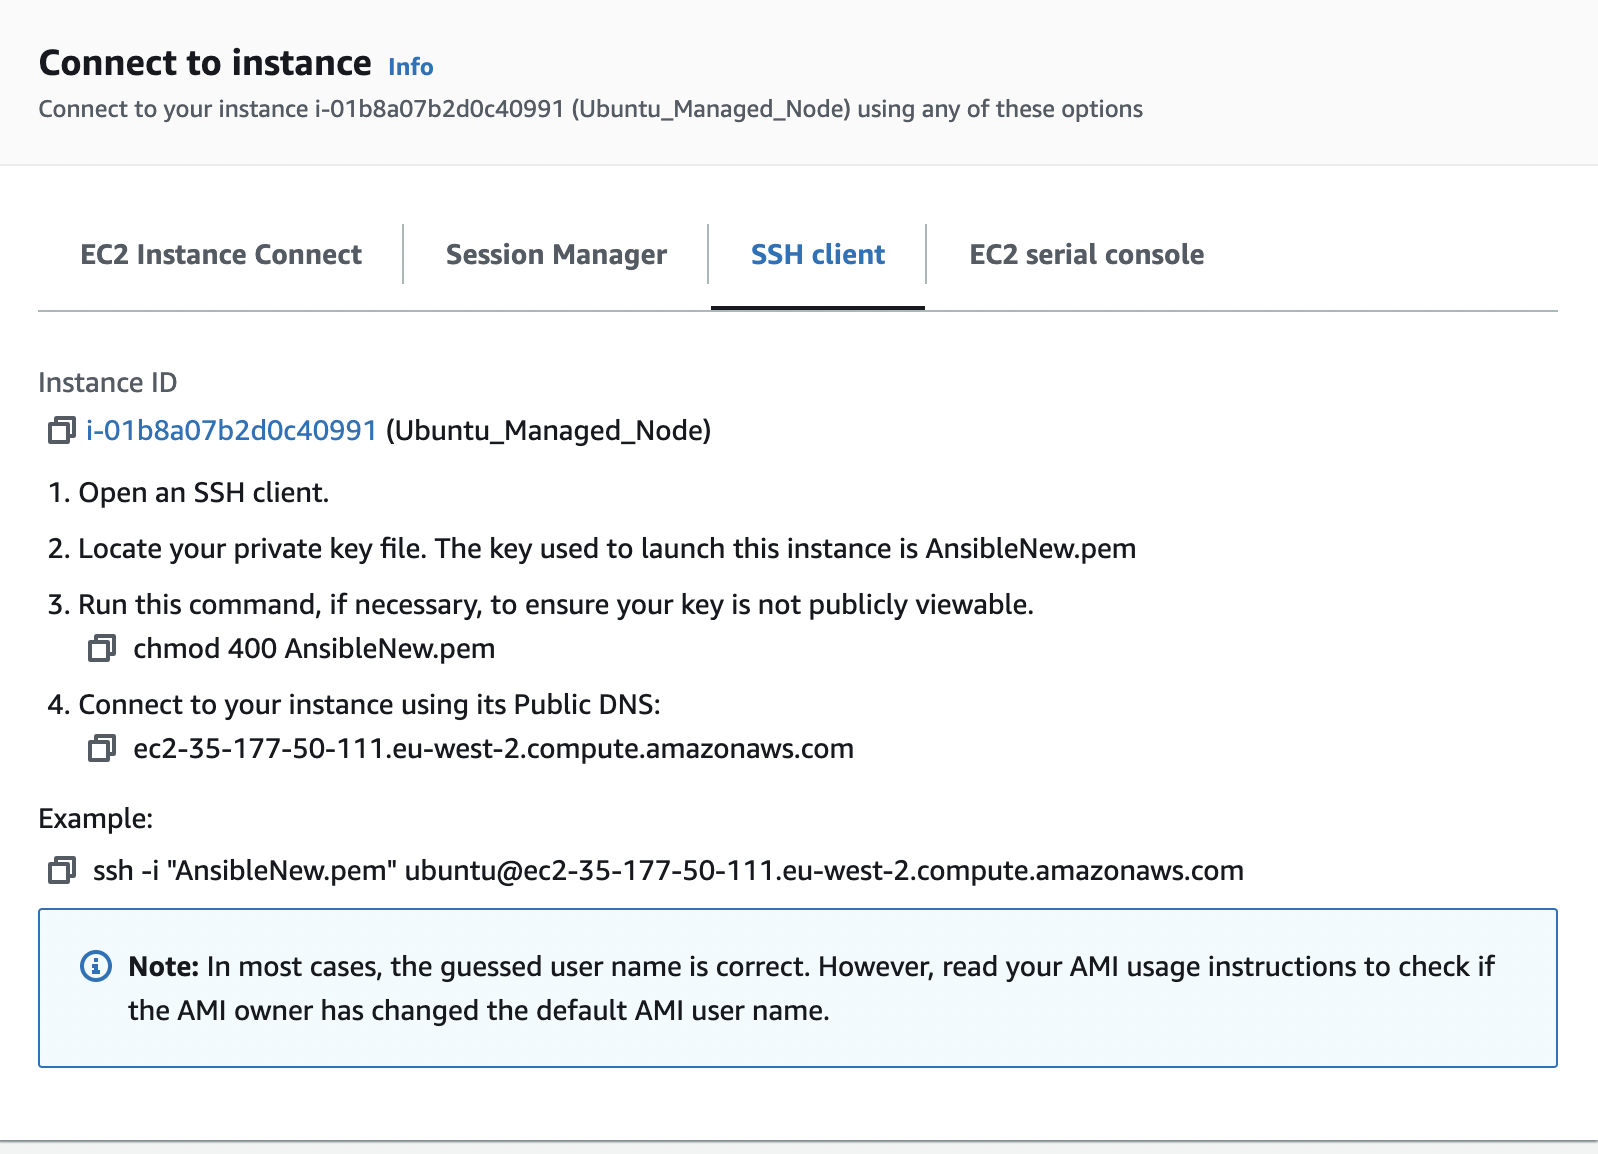 Connect to instance Info
Connect to your instance i-01b8a07b2d0c40991 (Ubuntu_Managed_Node) using any of these options
EC2 Instance Connect Session Manager SSH client EC2 serial console
Instance ID
i-01b8a07b2d0c40991 (Ubuntu_Managed_Node)
1. Open an SSH client.
2. Locate your private key file. The key used to launch this instance is AnsibleNew.pem
3. Run this command, if necessary, to ensure your key is not publicly viewable.
chmod 400 AnsibleNew.pem
4. Connect to your instance using its Public DNS:
ec2-35-177-50-111.eu-west-2.compute.amazonaws.com
Example:
ssh -i "AnsibleNew.pem" ubuntu@ec2-35-177-50-111.eu-west-2.compute.amazonaws.com
Note: In most cases, the guessed user name is correct. However, read your AMI usage instructions to check if
the AMI owner has changed the default AMI user name.